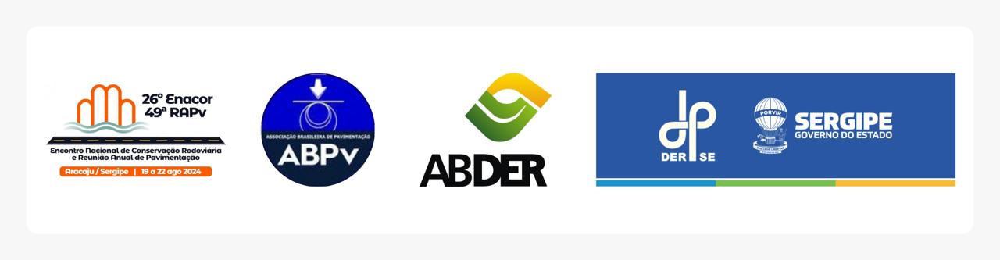 26º Enacor
49ª RAPv
Encontro Nacional de Conservação Rodoviária
e Reunião Anual de Pavimentação
Aracaju / Sergipe | 19 a 22 ago 2024
ASSOCIAÇÃO BRASILEIRA DE PAVIMENTAÇÃO
ABPv
ABDER
DER SE
PORVIR
SERGIPE
GOVERNO DO ESTADO